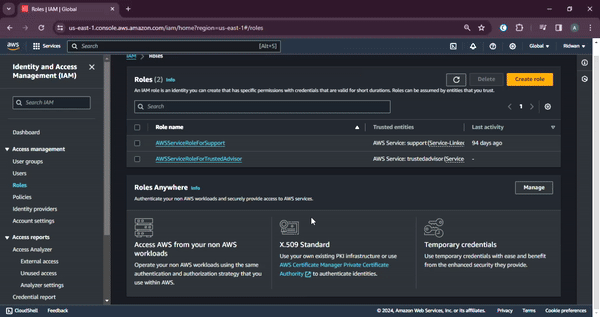 Roles | IAM | Global
us-east-1.console.aws.amazon.com/iam/home?region=us-east-1#/roles
aws
Services
Search
[Alt+S]
Global
Ridwan
Identity and Access
Management (IAM)
Search IAM
Dashboard
Access management
User groups
Users
Roles
Policies
Identity providers
Account settings
Access reports
Access Analyzer
External access
Unused access
Analyzer settings
Credential report
IAM > Roles
Roles (2) Info
Delete
Create role
An IAM role is an identity you can create that has specific permissions with credentials that are valid for short durations. Roles can be assumed by entities that you trust.
Search
1
Role name
Trusted entities
Last activity
AWSServiceRoleForSupport
AWS Service: support (Service-Linked
94 days ago
AWSServiceRoleForTrustedAdvisor
AWS Service: trustedadvisor (Service
-
Roles Anywhere Info
Manage
Authenticate your non AWS workloads and securely provide access to AWS services.
Access AWS from your non AWS
workloads
Operate your non AWS workloads using the same
authentication and authorization strategy that you
use within AWS.
X.509 Standard
Use your own existing PKI infrastructure or use
AWS Certificate Manager Private Certificate
Authority to authenticate identities.
Temporary credentials
Use temporary credentials with ease and benefit
from the enhanced security they provide.
CloudShell
Feedback
© 2024, Amazon Web Services, Inc. or its affiliates.
Privacy
Terms
Cookie preferences